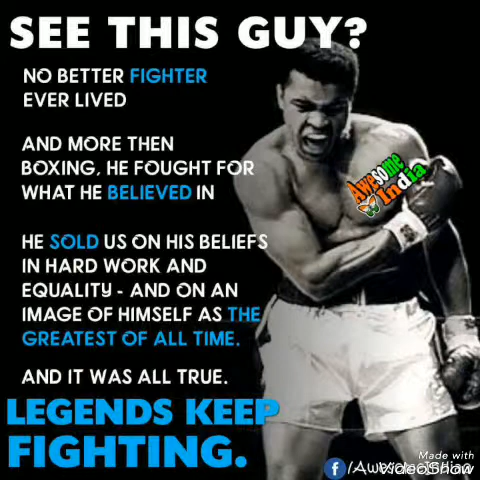 SEE THIS GUY?
NO BETTER FIGHTER
EVER LIVED
AND MORE THEN
BOXING, HE FOUGHT FOR
WHAT HE BELIEVED IN
Awesome
India
HE SOLD US ON HIS BELIEFS
IN HARD WORK AND
EQUALITY - AND ON AN
IMAGE OF HIMSELF AS THE
GREATEST OF ALL TIME.
AND IT WAS ALL TRUE.
LEGENDS KEEP
FIGHTING.
Made with
VideoShow